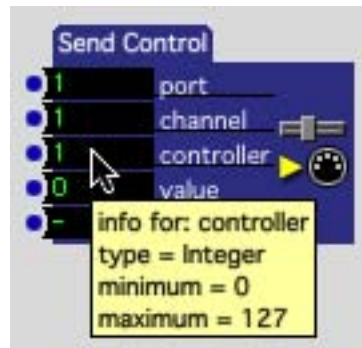 Send Control
1 port
1 channel
1 controller
0 value
-
info for: controller
type = Integer
minimum = 0
maximum = 127